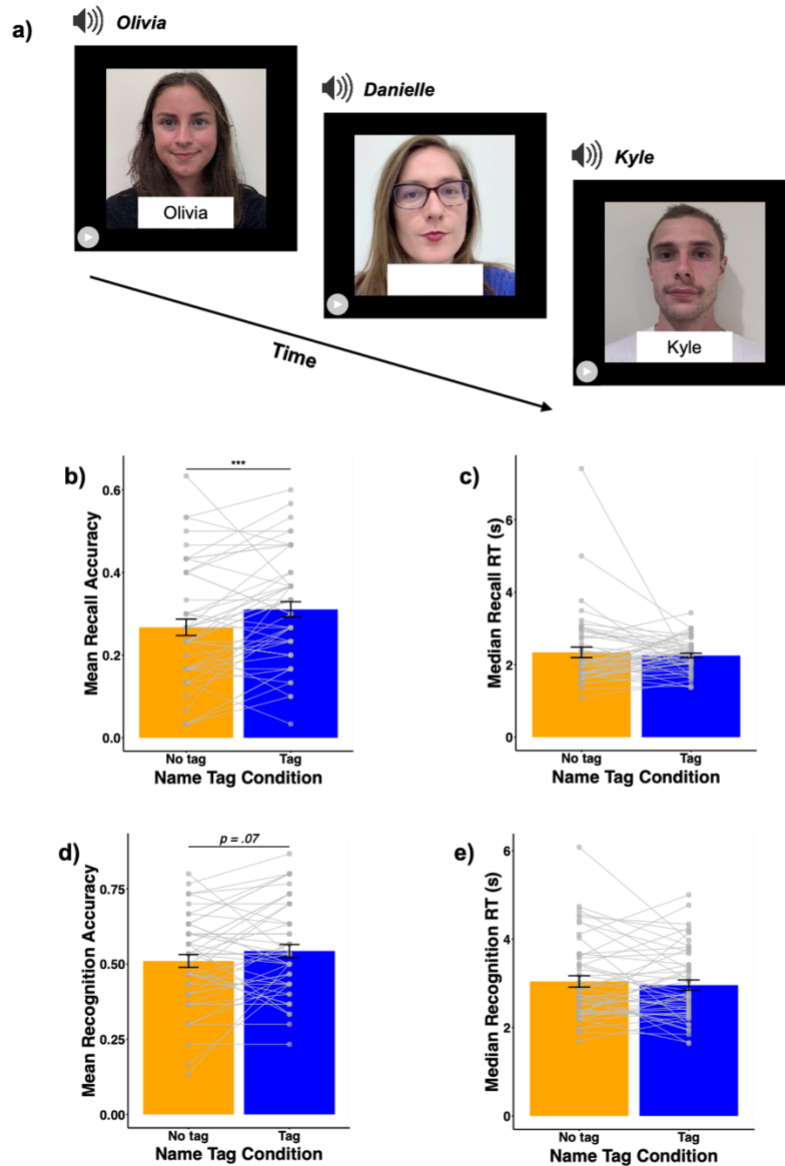 a)
Olivia
Olivia
Danielle
Kyle
Kyle
Time
b)
***
Mean Recall Accuracy
0.6
0.4
0.2
0.0
No tag Tag
Name Tag Condition
c)
Median Recall RT (s)
6
4
2
0
No tag Tag
Name Tag Condition
d)
p = .07
Mean Recognition Accuracy
0.75
0.50
0.25
0.00
No tag Tag
Name Tag Condition
e)
Median Recognition RT (s)
6
4
2
0
No tag Tag
Name Tag Condition